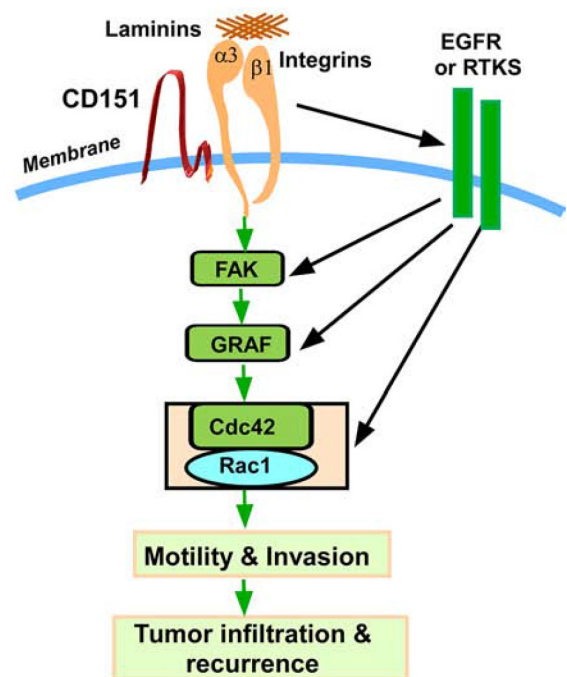 Laminins
α3
β1
Integrins
EGFR
or RTKS
CD151
Membrane
FAK
GRAF
Cdc42
Rac1
Motility & Invasion
Tumor infiltration &
recurrence